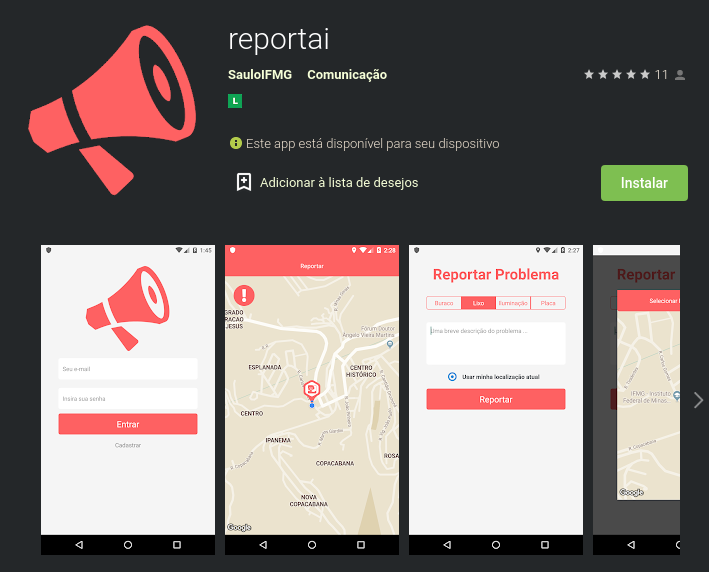 reportai
SauloIFMG Comunicação
11
L
Este app está disponível para seu dispositivo
Adicionar à lista de desejos
Instalar
1:45
Seu e-mail
Insira sua senha
Entrar
Cadastrar
2:28
Reportar
GRADO
RACAO
JESUS
Fórum Doutor
Ângelo Vieira Martins
ESPLANADA
CENTRO
HISTÓRICO
CENTRO
IPANEMA
ROSA
COPACABANA
NOVA
COPACABANA
Google
2:27
Reportar Problema
Buraco Lixo Iluminação Placa
Uma breve descrição do problema ...
Usar minha localização atual
Reportar
Reportar
Selecionar
IFMG - Instituto
Federal de Minas...
Google